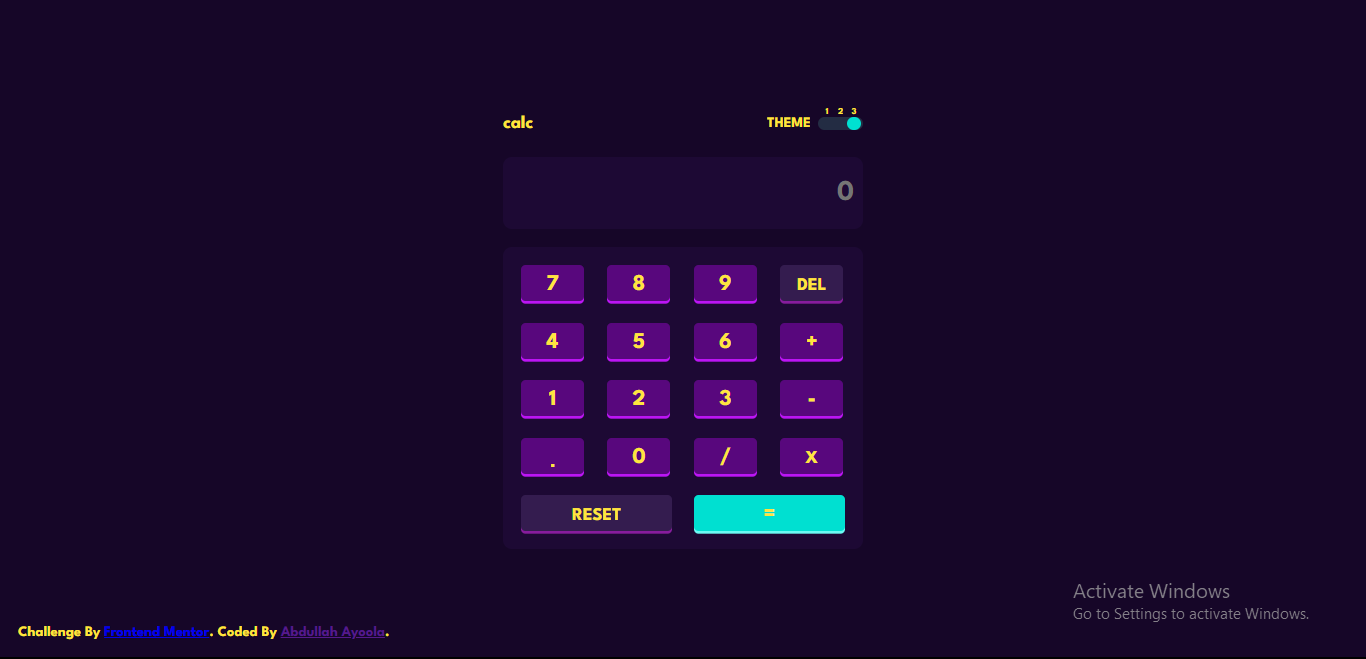 1 2 3
calc THEME
0
7 8 9 DEL
4 5 6 +
1 2 3 -
. 0 / x
RESET =
Activate Windows
Go to Settings to activate Windows.
Challenge By Frontend Mentor. Coded By Abdullah Ayoola.